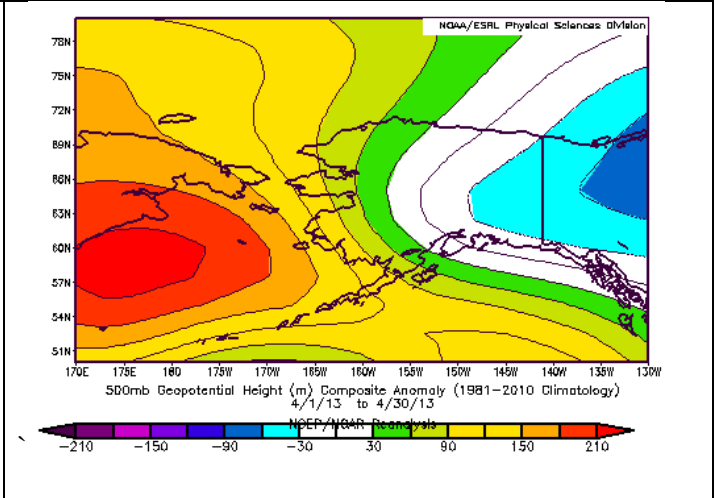 NOAA/ESRL Physical Sciences Division
78N
75N
72N
69N
66N
63N
60N
57N
54N
51N
170E 175E 180 175W 170W 165W 160W 155W 150W 145W 140W 135W 130W
500mb Geopotential Height (m) Composite Anomaly (1981-2010 Climatology)
4/1/13 to 4/30/13
NCEP/NCAR Reanalysis
-210 -150 -90 -30 30 90 150 210